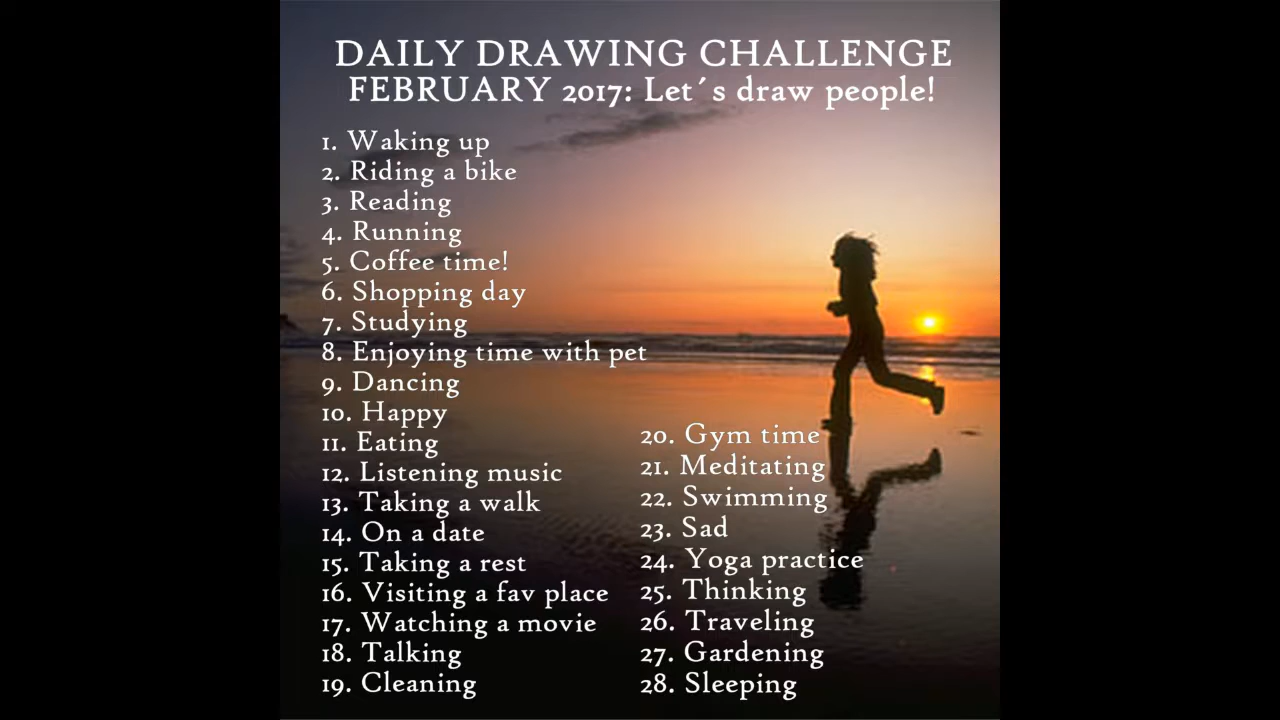 DAILY DRAWING CHALLENGE
FEBRUARY 2017: Let´s draw people!
1. Waking up
2. Riding a bike
3. Reading
4. Running
5. Coffee time!
6. Shopping day
7. Studying
8. Enjoying time with pet
9. Dancing
10. Happy
11. Eating
12. Listening music
13. Taking a walk
14. On a date
15. Taking a rest
16. Visiting a fav place
17. Watching a movie
18. Talking
19. Cleaning
20. Gym time
21. Meditating
22. Swimming
23. Sad
24. Yoga practice
25. Thinking
26. Traveling
27. Gardening
28. Sleeping